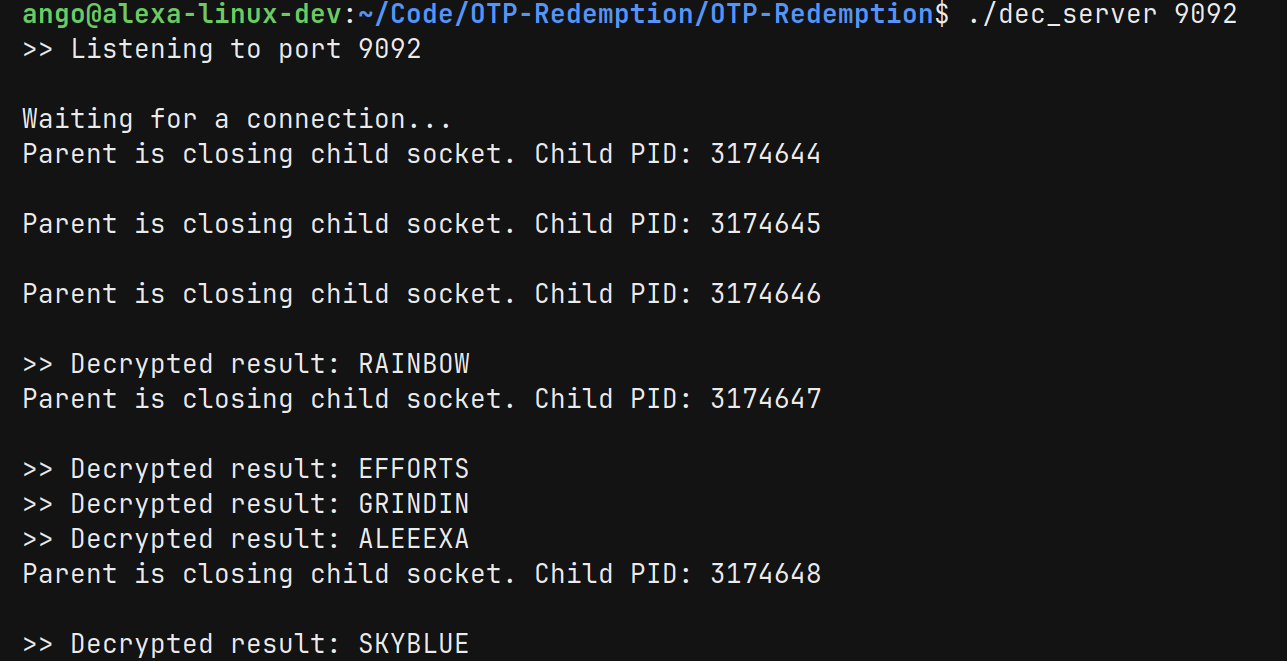 ango@alexa-linux-dev:~/Code/OTP-Redemption/OTP-Redemption$ ./dec_server 9092
>> Listening to port 9092
Waiting for a connection...
Parent is closing child socket. Child PID: 3174644
Parent is closing child socket. Child PID: 3174645
Parent is closing child socket. Child PID: 3174646
>> Decrypted result: RAINBOW
Parent is closing child socket. Child PID: 3174647
>> Decrypted result: EFFORTS
>> Decrypted result: GRINDIN
>> Decrypted result: ALEEEXA
Parent is closing child socket. Child PID: 3174648
>> Decrypted result: SKYBLUE